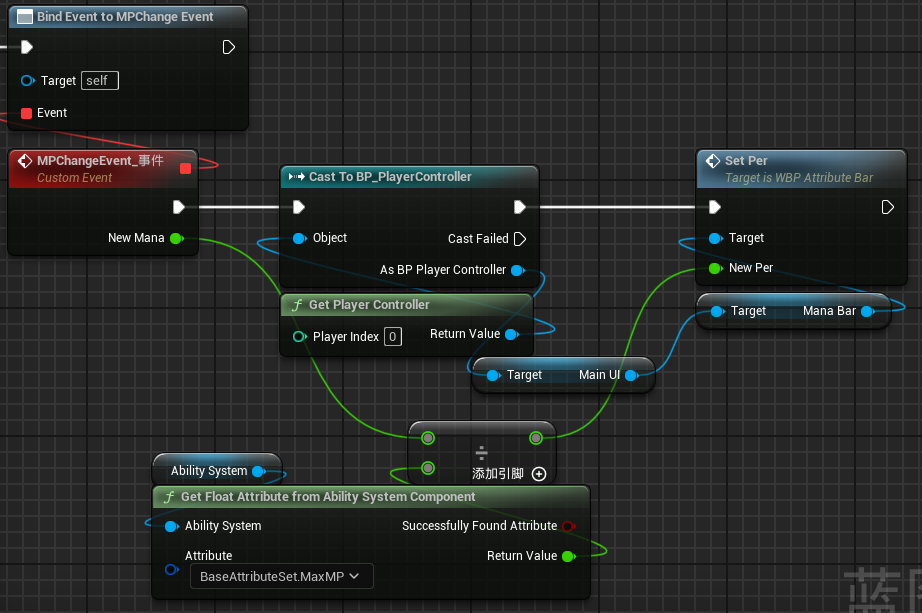 Bind Event to MPChange Event
Target self
Event
MPChangeEvent_事件
Custom Event
New Mana
Cast To BP_PlayerController
Object
Cast Failed
As BP Player Controller
Get Player Controller
Player Index 0
Return Value
Set Per
Target is WBP Attribute Bar
Target
New Per
Target Mana Bar
Target Main UI
÷
添加引脚
Ability System
Get Float Attribute from Ability System Component
Ability System
Successfully Found Attribute
Attribute
Return Value
BaseAttributeSet.MaxMP
蓝